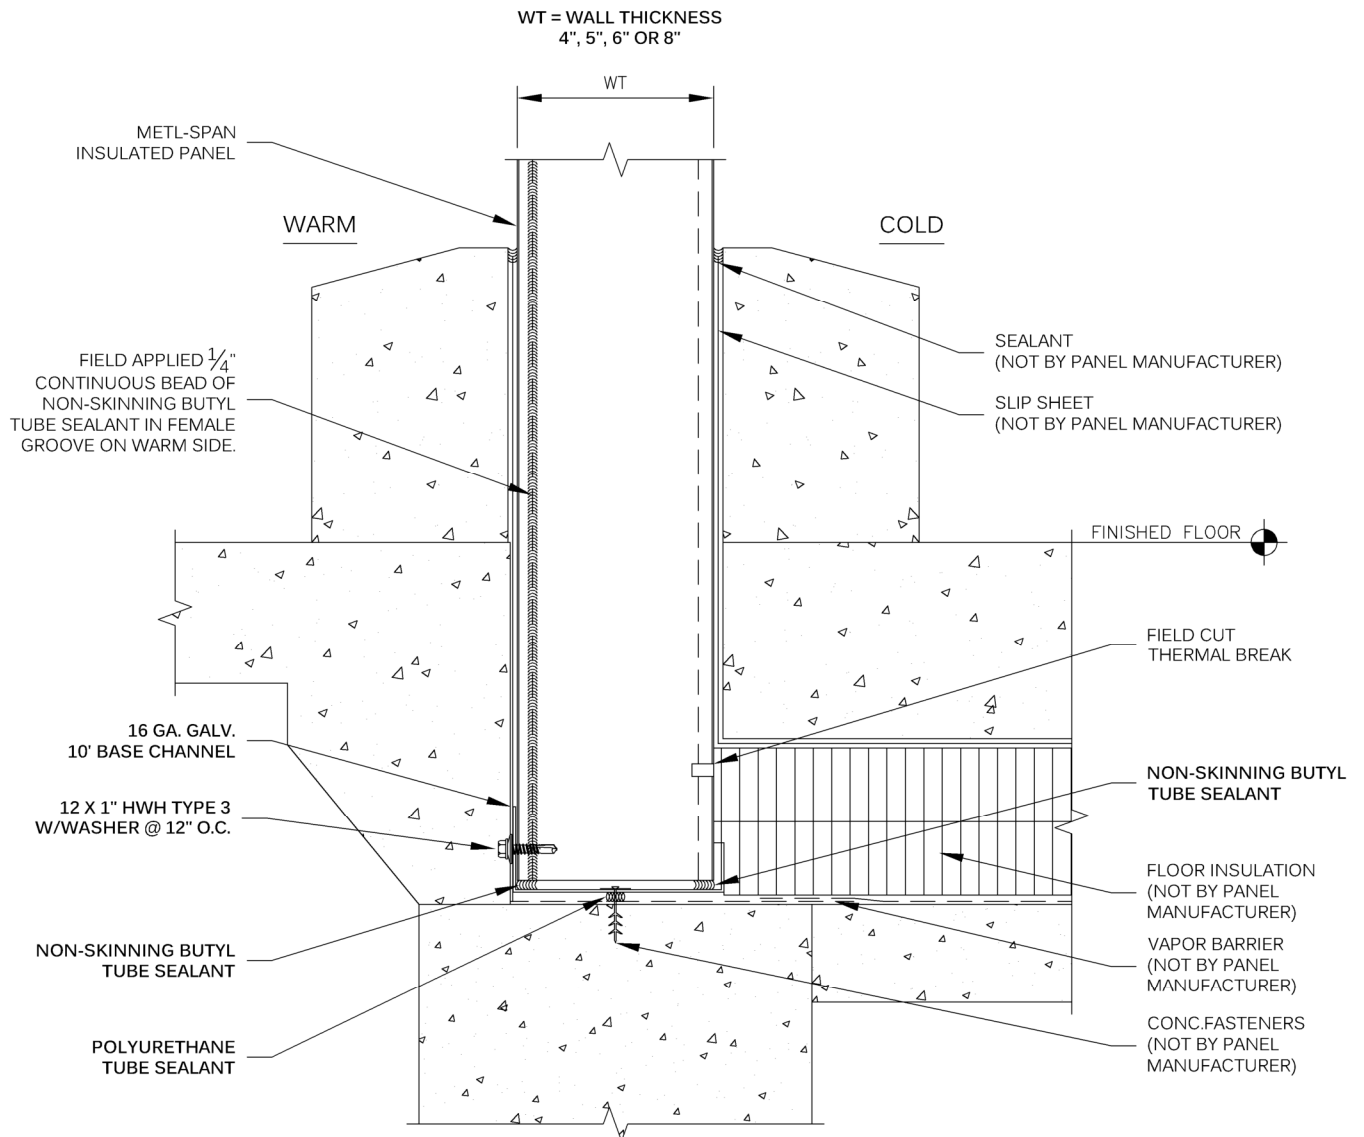 WT = WALL THICKNESS
4", 5", 6" OR 8"
WT
METL-SPAN
INSULATED PANEL
WARM
COLD
FIELD APPLIED 1/4"
CONTINUOUS BEAD OF
NON-SKINNING BUTYL
TUBE SEALANT IN FEMALE
GROOVE ON WARM SIDE.
SEALANT
(NOT BY PANEL MANUFACTURER)
SLIP SHEET
(NOT BY PANEL MANUFACTURER)
FINISHED FLOOR
FIELD CUT
THERMAL BREAK
16 GA. GALV.
10' BASE CHANNEL
12 X 1" HWH TYPE 3
W/WASHER @ 12" O.C.
NON-SKINNING BUTYL
TUBE SEALANT
FLOOR INSULATION
(NOT BY PANEL
MANUFACTURER)
NON-SKINNING BUTYL
TUBE SEALANT
VAPOR BARRIER
(NOT BY PANEL
MANUFACTURER)
POLYURETHANE
TUBE SEALANT
CONC.FASTENERS
(NOT BY PANEL
MANUFACTURER)